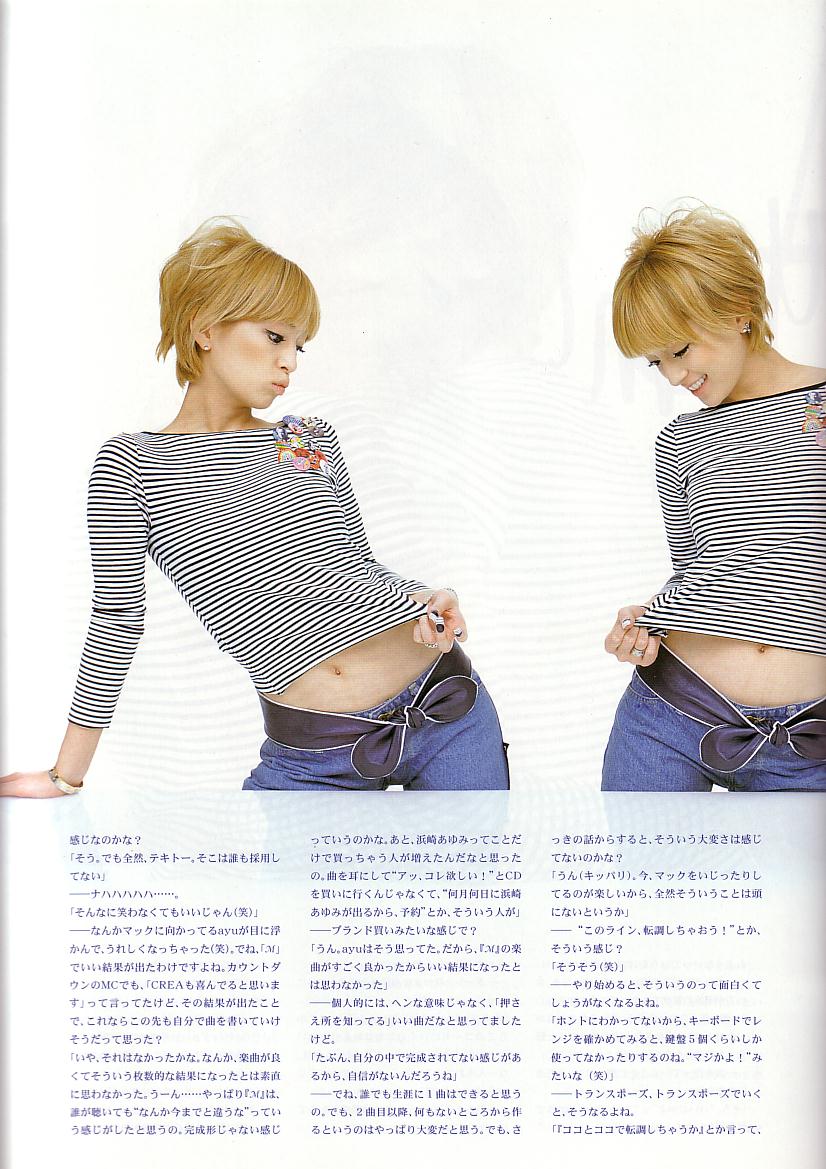 感じなのかな？
「そう。でも全然、テキトー。そこは誰も採用し
てない」
――ナハハハハハ……。
「そんなに笑わなくてもいいじゃん（笑）」
――なんかマックに向かってるayuが目に浮
かんで、うれしくなっちゃった（笑）。でね、「M」
でいい結果が出たわけですよね。カウントダ
ウンのMCでも、「CREAも喜んでると思いま
す」って言ってたけど、その結果が出たこと
で、これならこの先も自分で曲を書いていけ
そうだって思った？
「いや、それはなかったかな。なんか、楽曲が良
くてそういう枚数的な結果になったとは素直
に思わなかった。うーん……やっぱり『M』は、
誰が聴いても“なんか今までと違うな”ってい
う感じがしたと思うの。完成形じゃない感じ
っていうのかな。あと、浜崎あゆみってことだ
けで買っちゃう人が増えたんだなと思った
の。曲を耳にして“アッ、コレ欲しい！”とCD
を買いに行くんじゃなくて、“何月何日に浜崎
あゆみが出るから、予約”とか、そういう人が」
――ブランド買いみたいな感じで？
「うん。ayuはそう思ってた。だから、『M』の楽
曲がすごく良かったからいい結果になったと
は思わなかった」
――個人的には、ヘンな意味じゃなく、「押さ
え所を知ってる」いい曲だなと思ってました
けど。
「たぶん、自分の中で完成されてない感じがあ
るから、自信がないんだろうね」
――でね、誰でも生涯に１曲はできると思う
の。でも、２曲目以降、何もないところから作
るというのはやっぱり大変だと思う。でも、さ
っきの話からすると、そういう大変さは感じ
てないのかな？
「うん（キッパリ）。今、マックをいじったりし
てるのが楽しいから、全然そういうことは頭
にないというか」
――“このライン、転調しちゃおう！”とか、
そういう感じ？
「そうそう（笑）」
――やり始めると、そういうのって面白くて
しょうがなくなるよね。
「ホントにわかってないから、キーボードでレ
ンジを確かめてみると、鍵盤５個くらいしか
使ってなかったりするのね。“マジかよ！”み
たいな（笑）」
――トランスポーズ、トランスポーズでいく
と、そうなるよね。
「『ココとココで転調しちゃうか』とか言って、